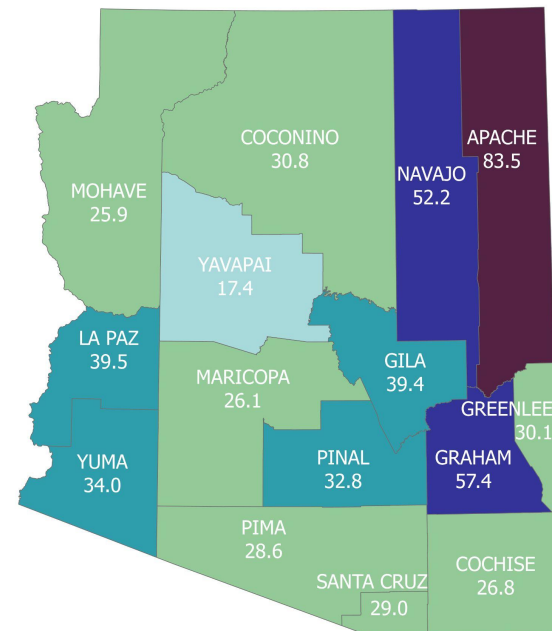 COCONINO
30.8
APACHE
83.5
NAVAJO
52.2
MOHAVE
25.9
YAVAPAI
17.4
LA PAZ
39.5
GILA
39.4
MARICOPA
26.1
GREENLEE
30.1
YUMA
34.0
PINAL
32.8
GRAHAM
57.4
PIMA
28.6
COCHISE
26.8
SANTA CRUZ
29.0